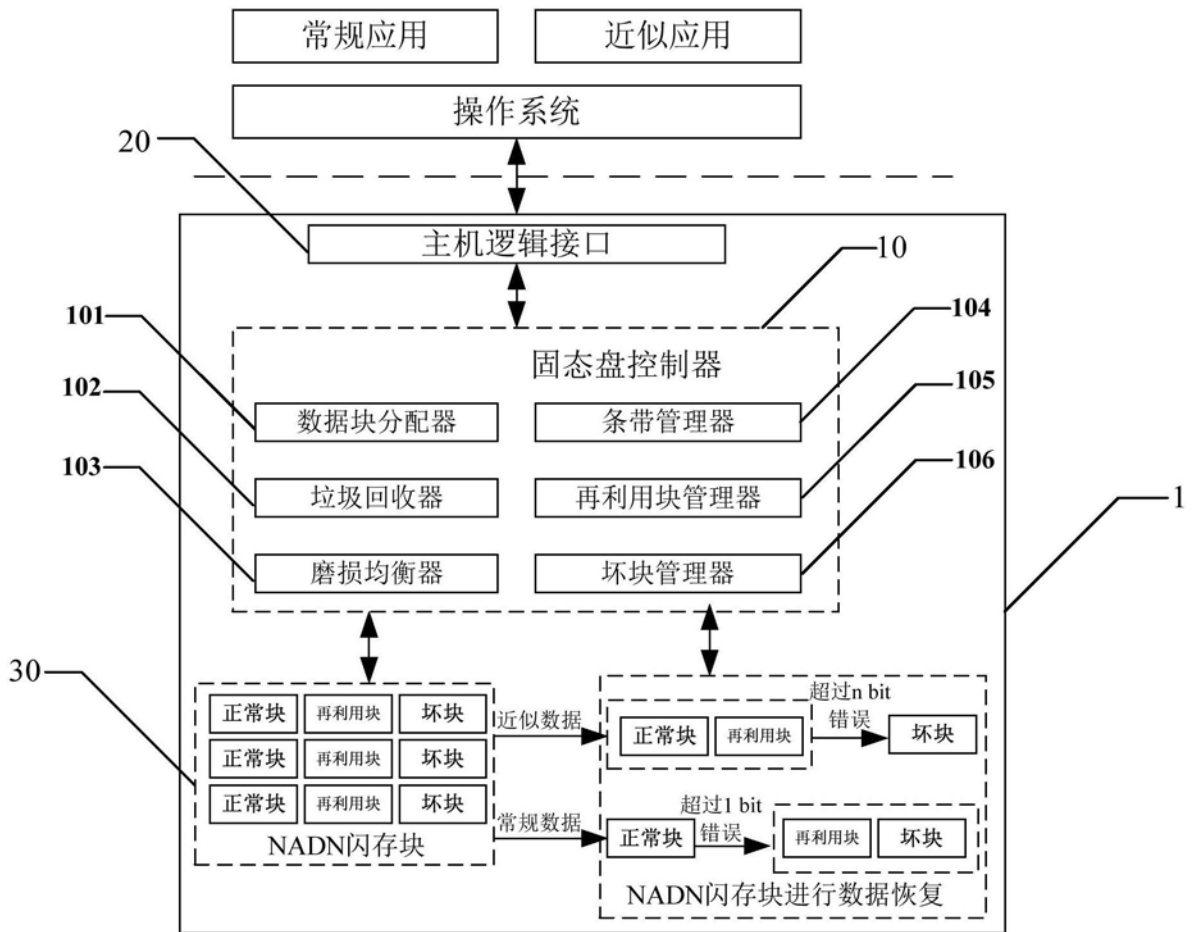 常规应用
近似应用
操作系统
20
主机逻辑接口
10
101
104
固态盘控制器
102
105
数据块分配器
条带管理器
103
106
垃圾回收器
再利用块管理器
1
磨损均衡器
坏块管理器
30
正常块 再利用块 坏块
正常块 再利用块 坏块
正常块 再利用块 坏块
NADN闪存块
近似数据
常规数据
正常块 再利用块
超过n bit
错误
坏块
正常块
超过1 bit
错误
再利用块 坏块
NADN闪存块进行数据恢复